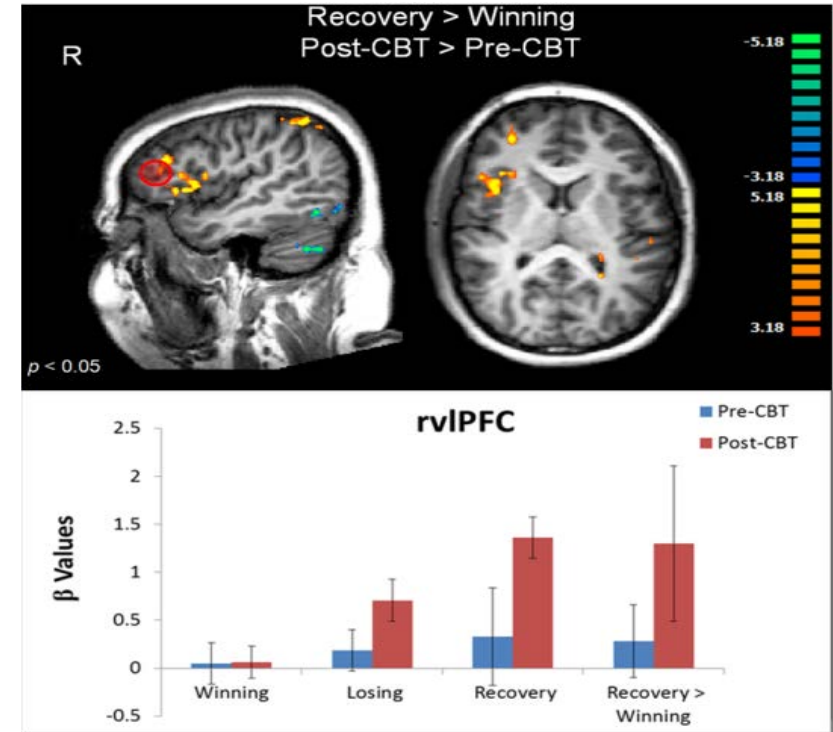 Recovery > Winning
Post-CBT > Pre-CBT
R
-5.18
-3.18
5.18
3.18
p < 0.05
rvlPFC
Pre-CBT
Post-CBT
β Values
2.5
2
1.5
1
0.5
0
-0.5
Winning
Losing
Recovery
Recovery >
Winning